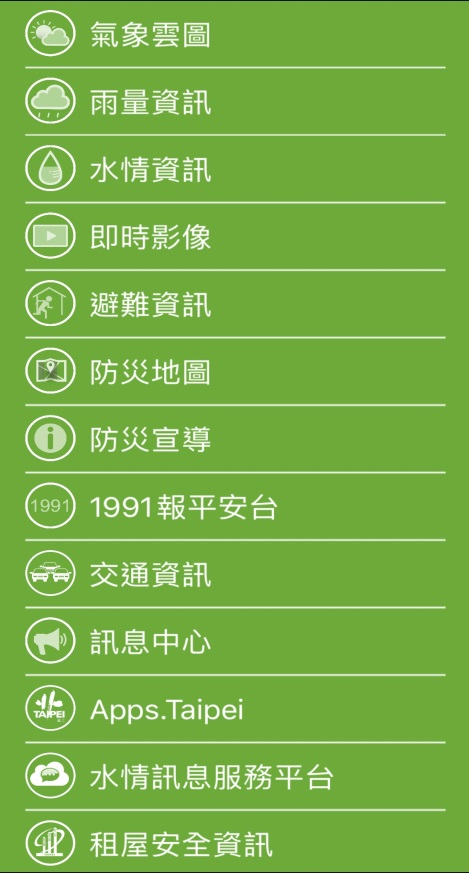 氣象雲圖
雨量資訊
水情資訊
即時影像
避難資訊
防災地圖
防災宣導
1991 1991報平安台
交通資訊
訊息中心
TAIPEI Apps.Taipei
水情訊息服務平台
租屋安全資訊